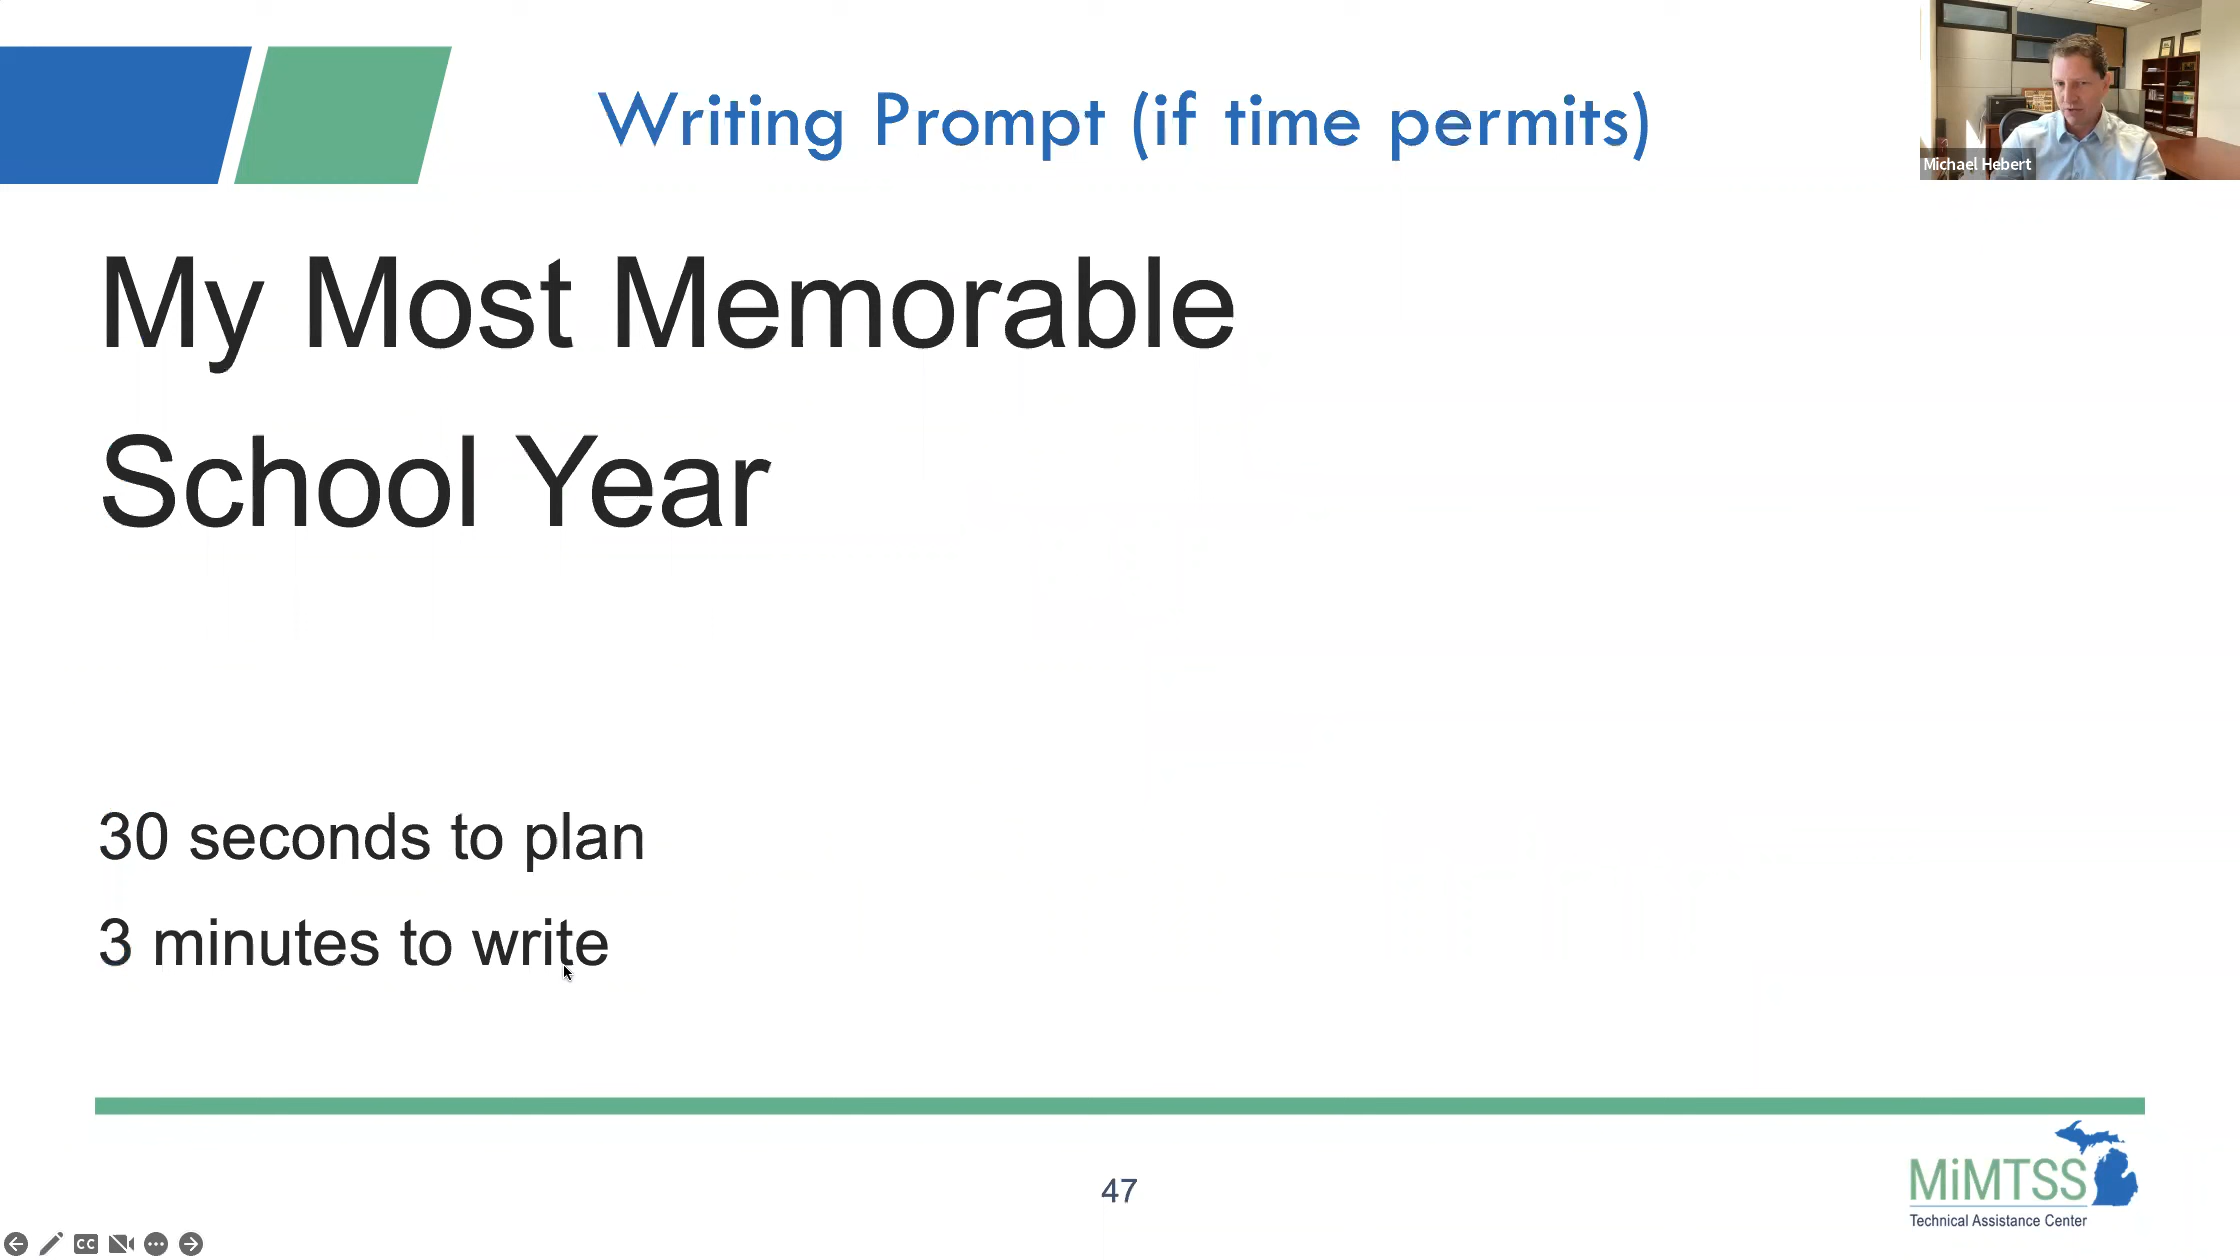 Writing Prompt (if time permits)
Michael Hebert
My Most Memorable
School Year
30 seconds to plan
3 minutes to write
47
MiMTSS
Technical Assistance Center
CC